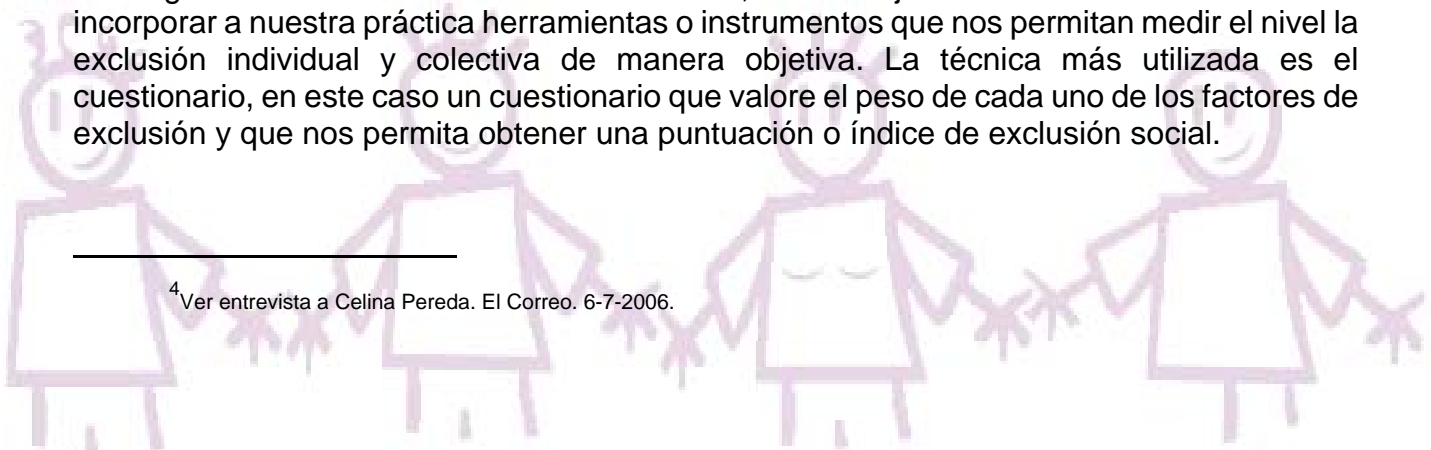 incorporar a nuestra práctica herramientas o instrumentos que nos permitan medir el nivel la
exclusión individual y colectiva de manera objetiva. La técnica más utilizada es el
cuestionario, en este caso un cuestionario que valore el peso de cada uno de los factores de
exclusión y que nos permita obtener una puntuación o índice de exclusión social.
4Ver entrevista a Celina Pereda. El Correo. 6-7-2006.